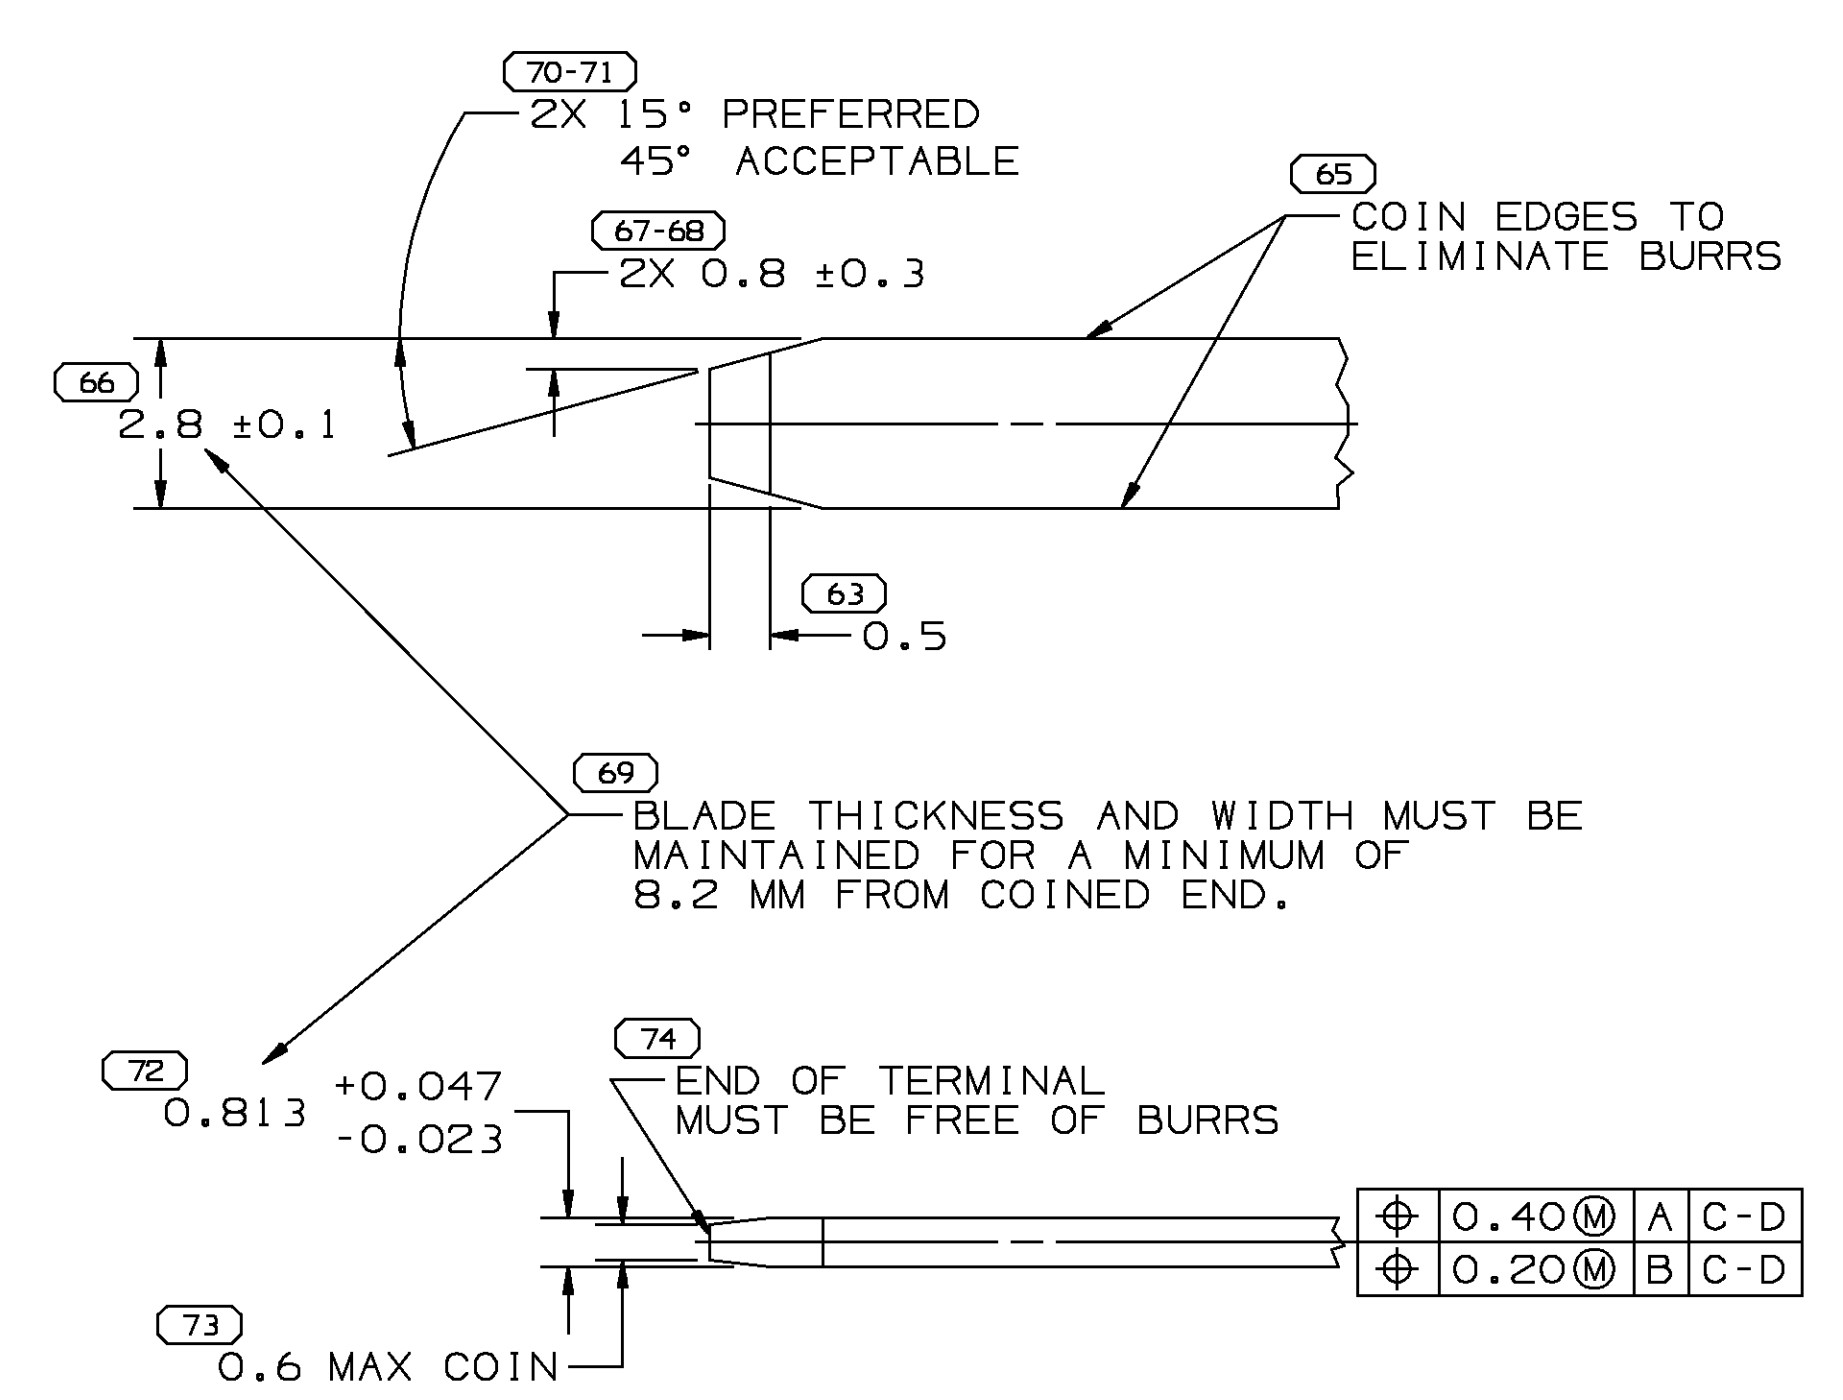 70-71
2X 15° PREFERRED
45° ACCEPTABLE
65
COIN EDGES TO
ELIMINATE BURRS
67-68
2X 0.8 ±0.3
66
2.8 ±0.1
63
0.5
69
BLADE THICKNESS AND WIDTH MUST BE
MAINTAINED FOR A MINIMUM OF
8.2 MM FROM COINED END.
72
0.813 +0.047
-0.023
74
END OF TERMINAL
MUST BE FREE OF BURRS
⌖ 0.40Ⓜ A C-D
⌖ 0.20Ⓜ B C-D
73
0.6 MAX COIN